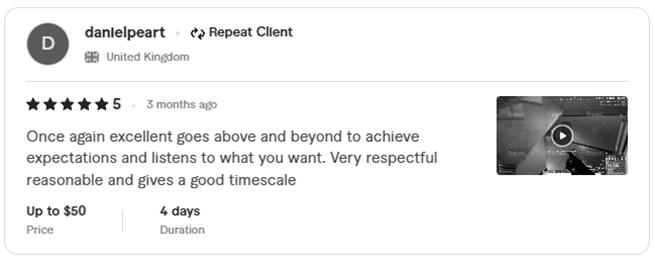 D
danielpeart
Repeat Client
United Kingdom
5
3 months ago
Once again excellent goes above and beyond to achieve
expectations and listens to what you want. Very respectful
reasonable and gives a good timescale
Up to $50
4 days
Price
Duration